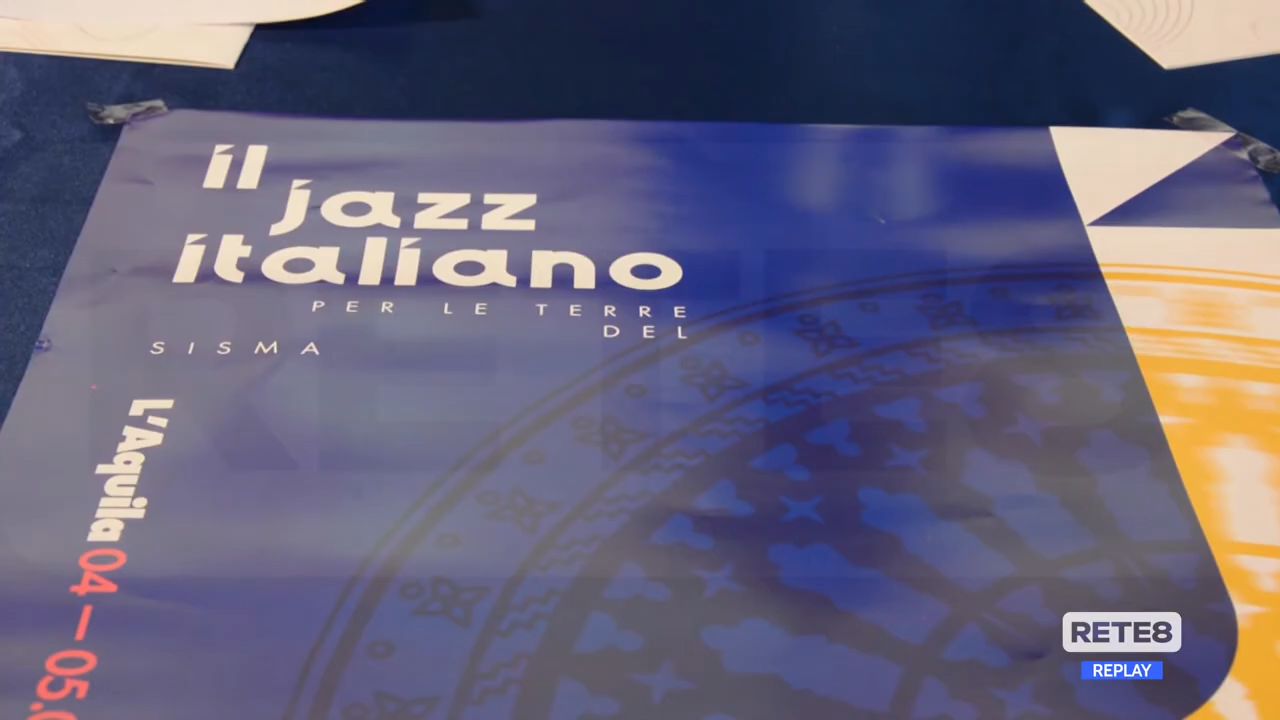 il
jazz
italiano
PER LE TERRE
DEL
SISMA
L'Aquila 04–05.
RETE8
REPLAY